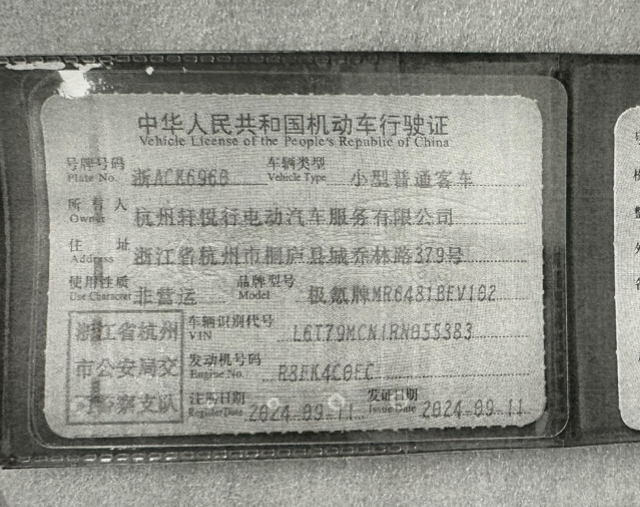 中华人民共和国机动车行驶证
Vehicle License of the People's Republic of China
号牌号码 浙ACK6960 车辆类型 小型普通客车
Plate No. Vehicle Type
所有人 杭州轩悦行电动汽车服务有限公司
Owner
住址 浙江省杭州市桐庐县城乔林路379号
Address
使用性质 非营运 品牌型号 极氪牌MR6481BEV102
Use Character Model
浙江省杭州 车辆识别代号 L6T79MCN1RN055383
VIN
市公安局交 发动机号码
Engine No.
警察支队 注册日期 2024-09-11 发证日期 2024-09-11
Register Date Issue Date